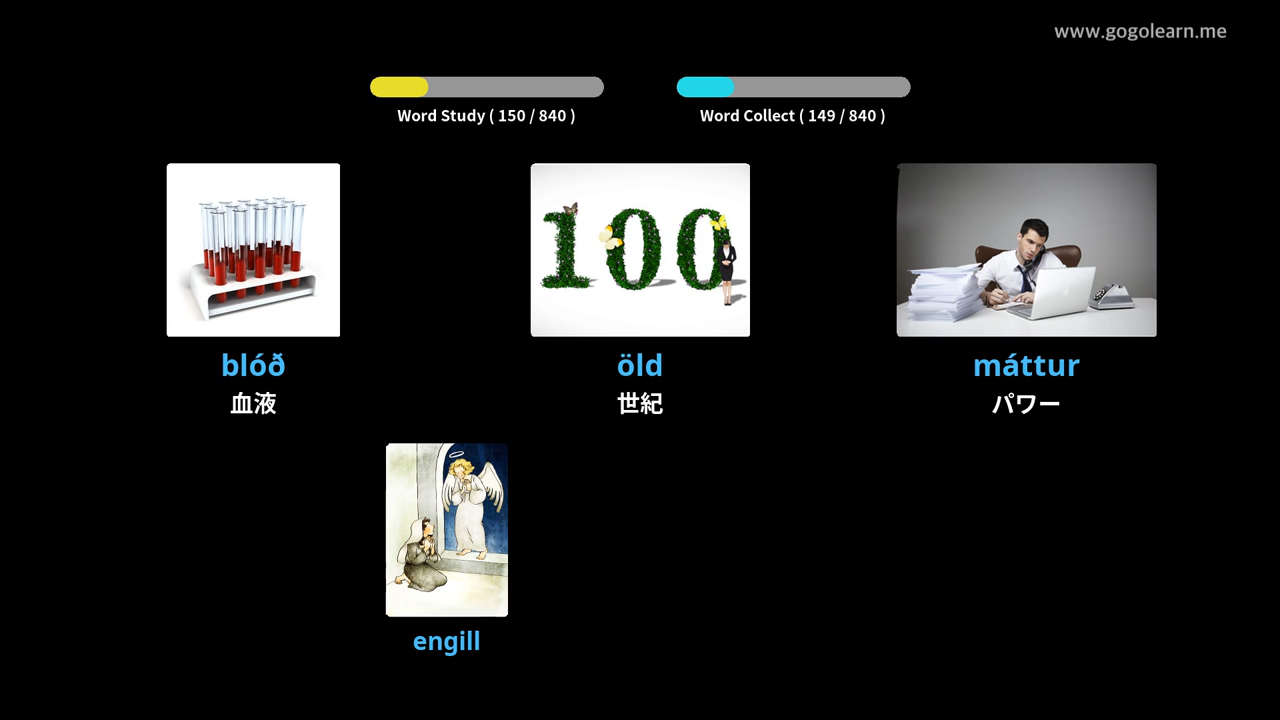 www.gogolearn.me
Word Study ( 150 / 840 )
Word Collect ( 149 / 840 )
100
blóð
血液
öld
世紀
máttur
パワー
engill